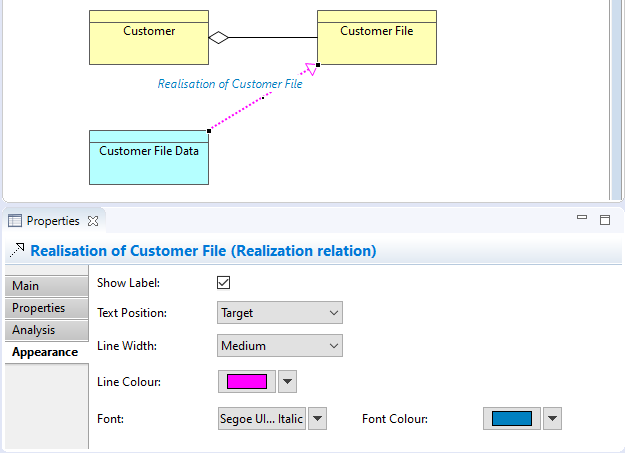 Customer
Customer File
Realisation of Customer File
Customer File Data
Properties
Realisation of Customer File (Realization relation)
Main
Properties
Analysis
Appearance
Show Label:
Text Position:
Target
Line Width:
Medium
Line Colour:
Font:
Segoe UI... Italic
Font Colour: